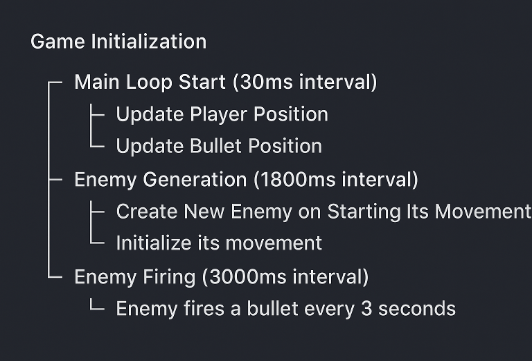 Game Initialization
Main Loop Start (30ms interval)
Update Player Position
Update Bullet Position
Enemy Generation (1800ms interval)
Create New Enemy on Starting Its Movement
Initialize its movement
Enemy Firing (3000ms interval)
Enemy fires a bullet every 3 seconds